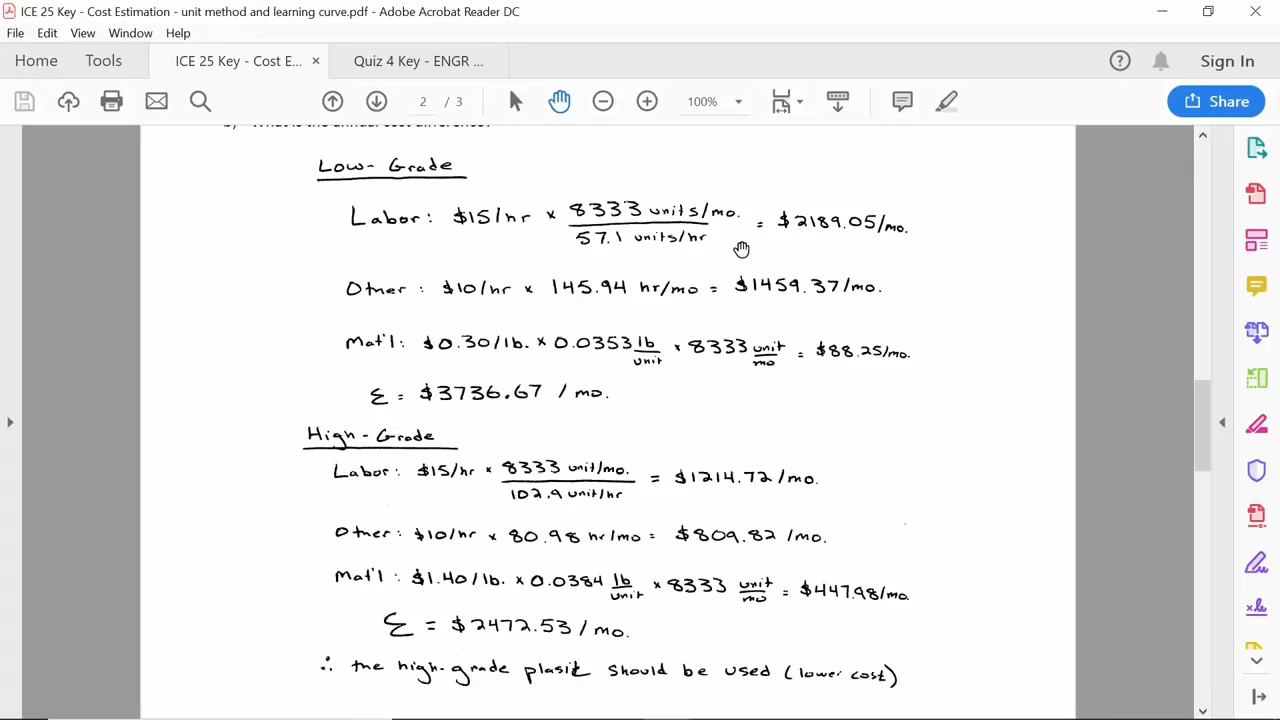 ICE 25 Key - Cost Estimation - unit method and learning curve.pdf - Adobe Acrobat Reader DC
File Edit View Window Help
Home Tools ICE 25 Key - Cost E... × Quiz 4 Key - ENGR ... Sign In
2 / 3 100% Share
b) What is the annual cost difference?
Low-Grade
Labor: $15/hr × 8333 units/mo. / 57.1 units/hr = $2189.05/mo.
Other: $10/hr × 145.94 hr/mo = $1459.37/mo.
Mat'l: $0.30/lb. × 0.0353 lb/unit × 8333 unit/mo = $88.25/mo.
Σ = $3736.67 / mo.
High-Grade
Labor: $15/hr × 8333 unit/mo. / 102.9 unit/hr = $1214.72/mo.
Other: $10/hr × 80.98 hr/mo = $809.82 /mo.
Mat'l: $1.40/lb. × 0.0384 lb/unit × 8333 unit/mo = $447.98/mo.
Σ = $2472.53/mo.
∴ the high-grade plasit should be used (lower cost)